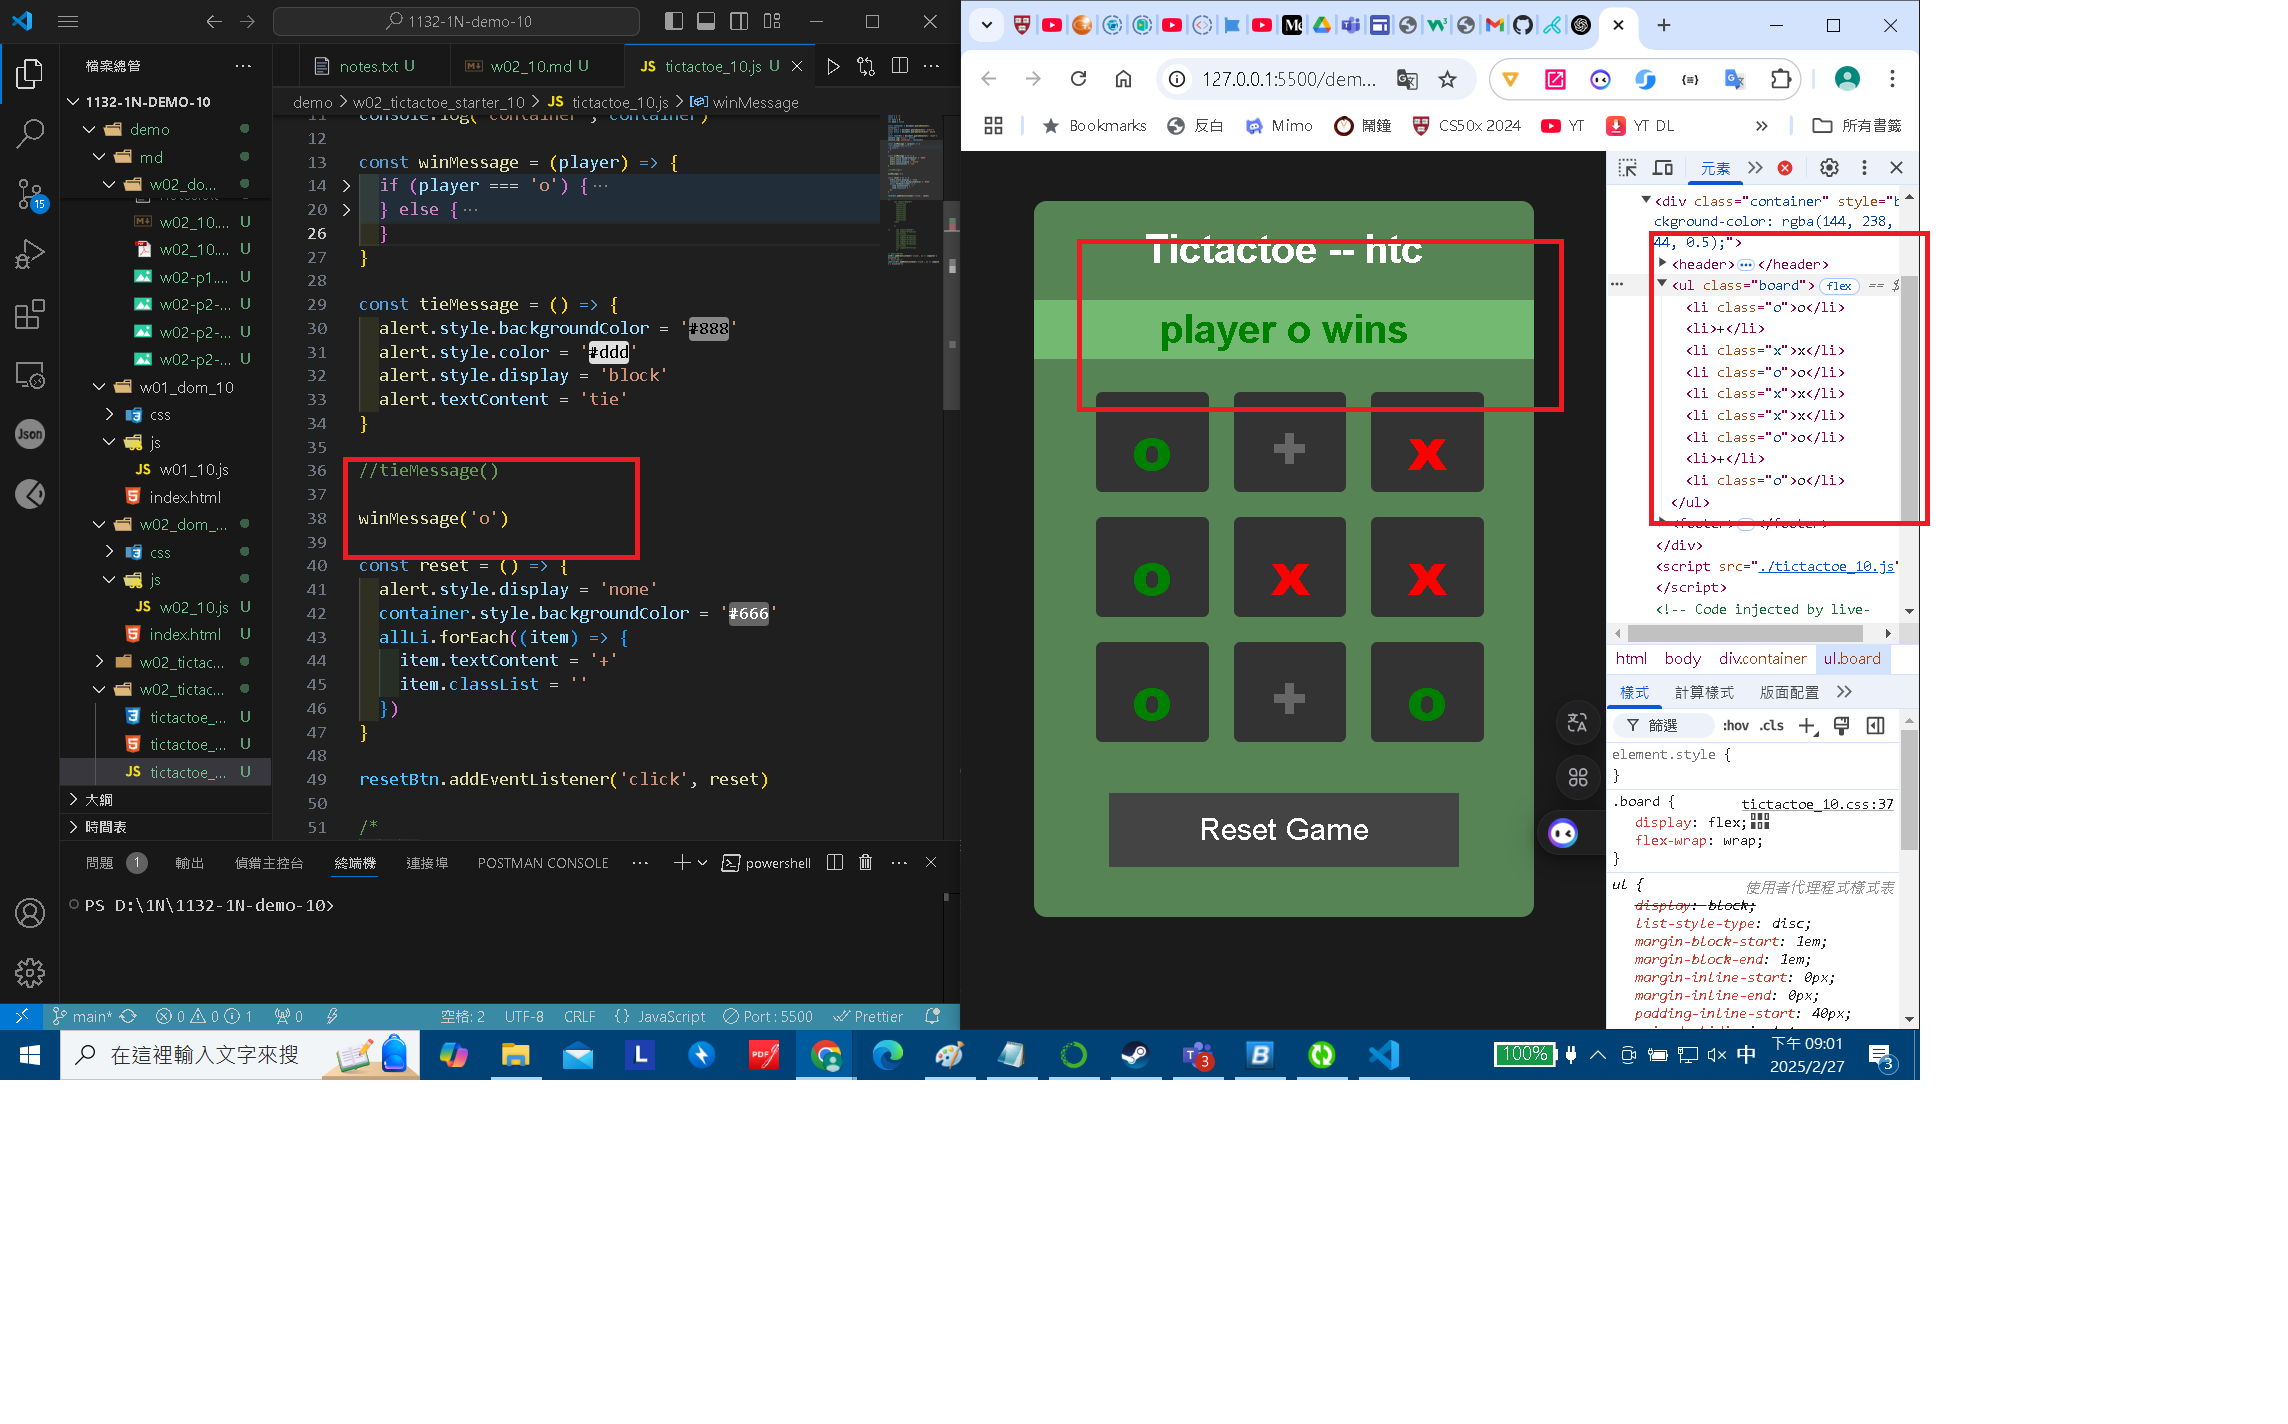 1132-1N-demo-10
檔案總管
1132-1N-DEMO-10
demo
md
w02_do...
w02_10.... U
w02_10.... U
w02-p1.... U
w02-p2-... U
w02-p2-... U
w02-p2-... U
w01_dom_10
css
js
w01_10.js
index.html
w02_dom_...
css
js
w02_10.js U
index.html U
w02_tictac...
w02_tictac...
tictactoe_... U
tictactoe_... U
tictactoe_... U
大綱
時間表
15
Json
notes.txt U
w02_10.md U
tictactoe_10.js U
demo > w02_tictactoe_starter_10 > JS tictactoe_10.js > winMessage
11 console.log('container', container)
12
13 const winMessage = (player) => {
14 if (player === 'o') {···
20 } else {···
26 }
27 }
28
29 const tieMessage = () => {
30 alert.style.backgroundColor = '#888'
31 alert.style.color = '#ddd'
32 alert.style.display = 'block'
33 alert.textContent = 'tie'
34 }
35
36 //tieMessage()
37
38 winMessage('o')
39
40 const reset = () => {
41 alert.style.display = 'none'
42 container.style.backgroundColor = '#666'
43 allLi.forEach((item) => {
44 item.textContent = '+'
45 item.classList = ''
46 })
47 }
48
49 resetBtn.addEventListener('click', reset)
50
51 /*
問題 1 輸出 偵錯主控台 終端機 連接埠 POSTMAN CONSOLE ··· powershell
PS D:\1N\1132-1N-demo-10>
main* 0 0 1 0 空格: 2 UTF-8 CRLF {} JavaScript Port : 5500 Prettier
127.0.0.1:5500/dem...
Bookmarks 反白 Mimo 鬧鐘 CS50x 2024 YT YT DL » 所有書籤
Tictactoe -- htc
player o wins
o + x
o x x
o + o
Reset Game
元素
<div class="container" style="b
ckground-color: rgba(144, 238,
44, 0.5);">
<header>···</header>
<ul class="board"> flex == $
<li class="o">o</li>
<li>+</li>
<li class="x">x</li>
<li class="o">o</li>
<li class="x">x</li>
<li class="x">x</li>
<li class="o">o</li>
<li>+</li>
<li class="o">o</li>
</ul>
<footer>···</footer>
</div>
<script src="./tictactoe_10.js"
</script>
<!-- Code injected by live-
html body div.container ul.board
樣式 計算樣式 版面配置
篩選 :hov .cls
element.style {
}
.board { tictactoe_10.css:37
display: flex;
flex-wrap: wrap;
}
ul { 使用者代理程式樣式表
display: block;
list-style-type: disc;
margin-block-start: 1em;
margin-block-end: 1em;
margin-inline-start: 0px;
margin-inline-end: 0px;
padding-inline-start: 40px;
在這裡輸入文字來搜
100%
中
下午 09:01
2025/2/27
3